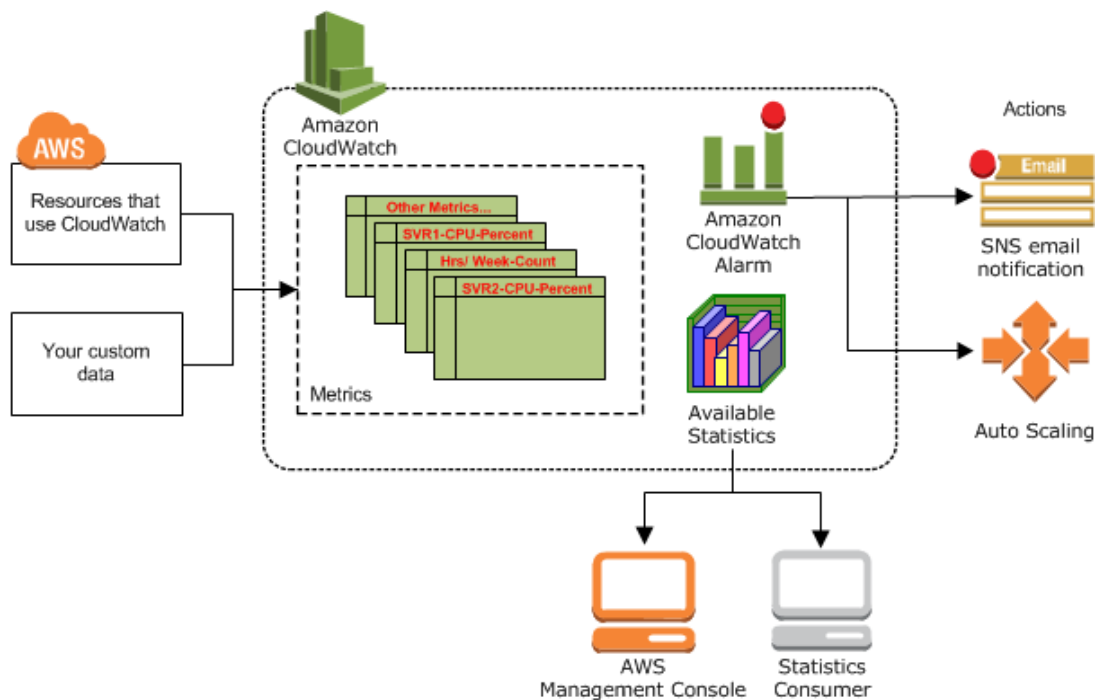 Amazon
CloudWatch
Actions
AWS
Resources that
use CloudWatch
Your custom
data
Other Metrics...
SVR1-CPU-Percent
Hrs/ Week-Count
SVR2-CPU-Percent
Metrics
Amazon
CloudWatch
Alarm
Available
Statistics
Email
SNS email
notification
Auto Scaling
AWS
Management Console
Statistics
Consumer